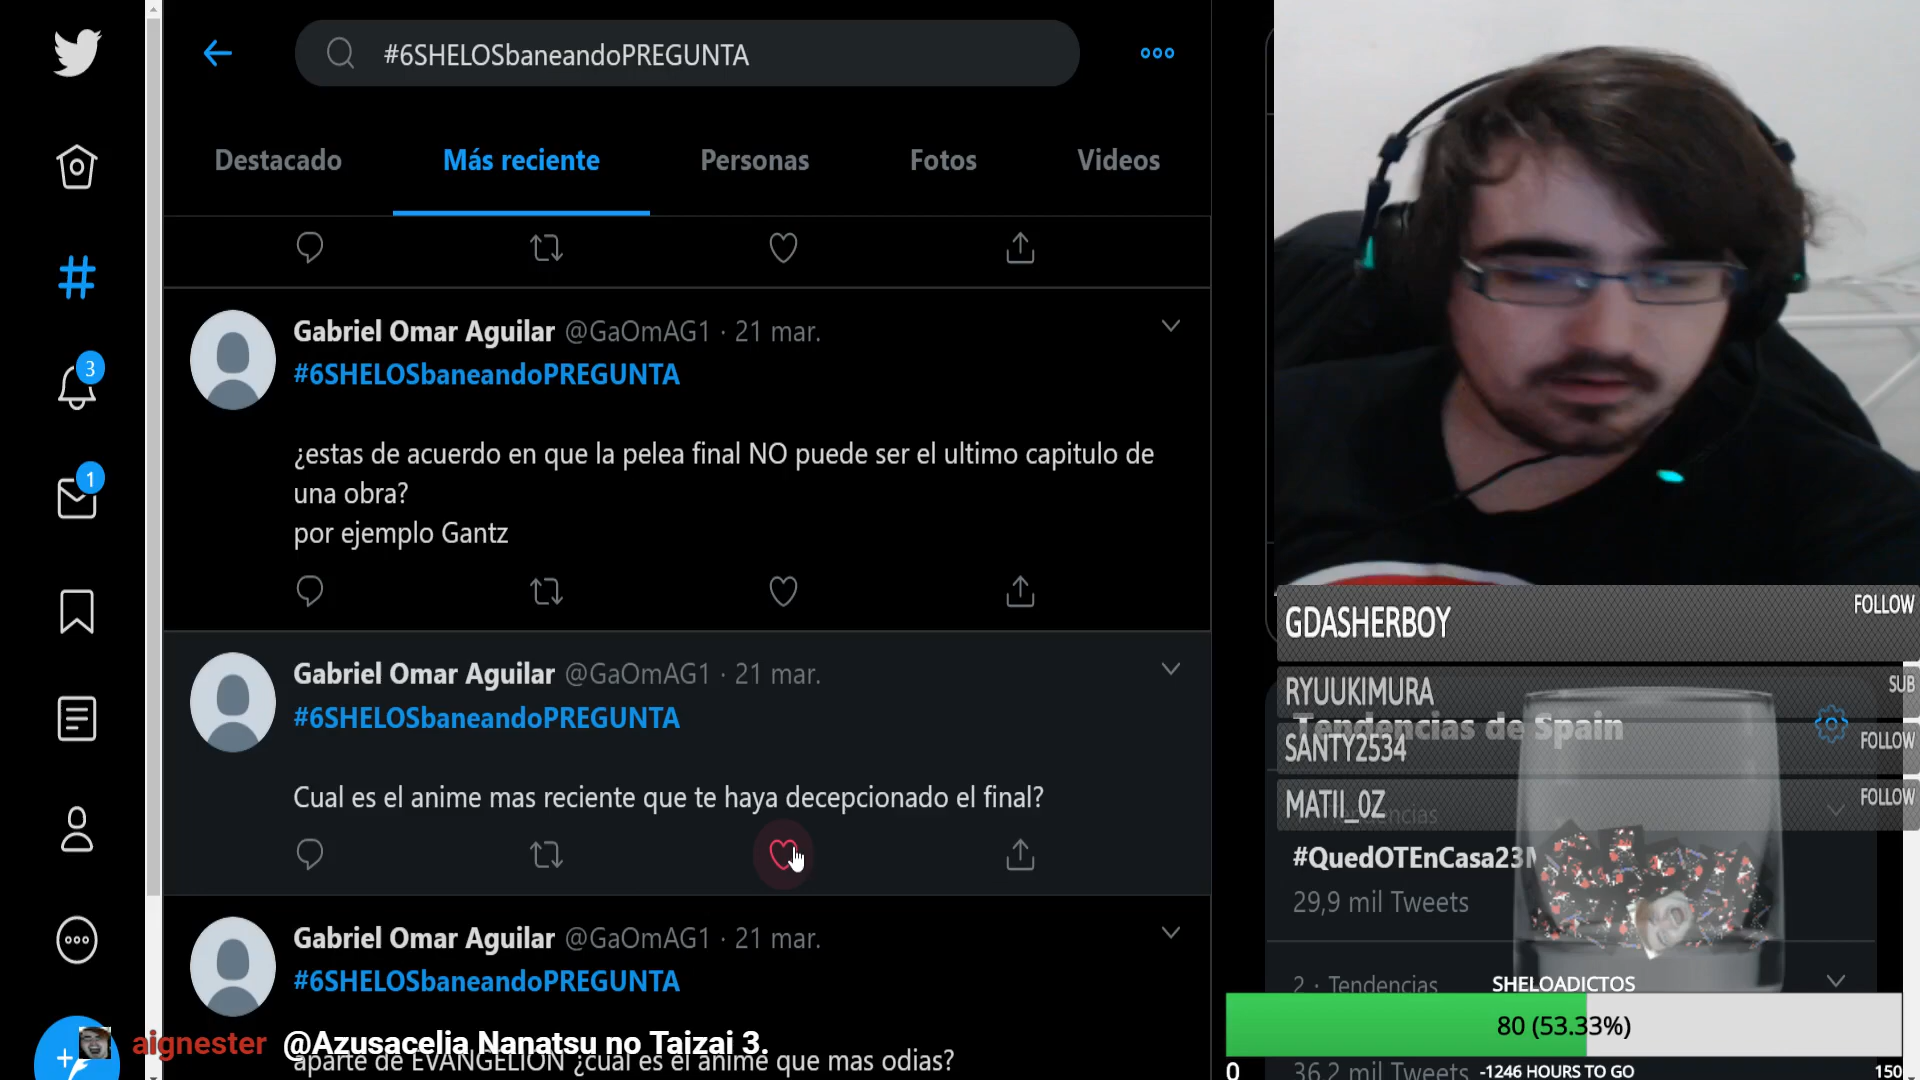 #6SHELOSbaneandoPREGUNTA
Destacado
Más reciente
Personas
Fotos
Videos
3
1
Gabriel Omar Aguilar @GaOmAG1 · 21 mar.
#6SHELOSbaneandoPREGUNTA
¿estas de acuerdo en que la pelea final NO puede ser el ultimo capitulo de
una obra?
por ejemplo Gantz
Gabriel Omar Aguilar @GaOmAG1 · 21 mar.
#6SHELOSbaneandoPREGUNTA
Cual es el anime mas reciente que te haya decepcionado el final?
Gabriel Omar Aguilar @GaOmAG1 · 21 mar.
#6SHELOSbaneandoPREGUNTA
aparte de EVANGELION ¿cual es el anime que mas odias?
aignester @Azusacelia Nanatsu no Taizai 3.
GDASHERBOY FOLLOW
RYUUKIMURA SUB
Tendencias de Spain
SANTY2534 FOLLOW
MATII_0Z FOLLOW
Tendencias
#QuedOTEnCasa23M
29,9 mil Tweets
2 · Tendencias
SHELOADICTOS
80 (53.33%)
36,2 mil Tweets
0 -1246 HOURS TO GO 150